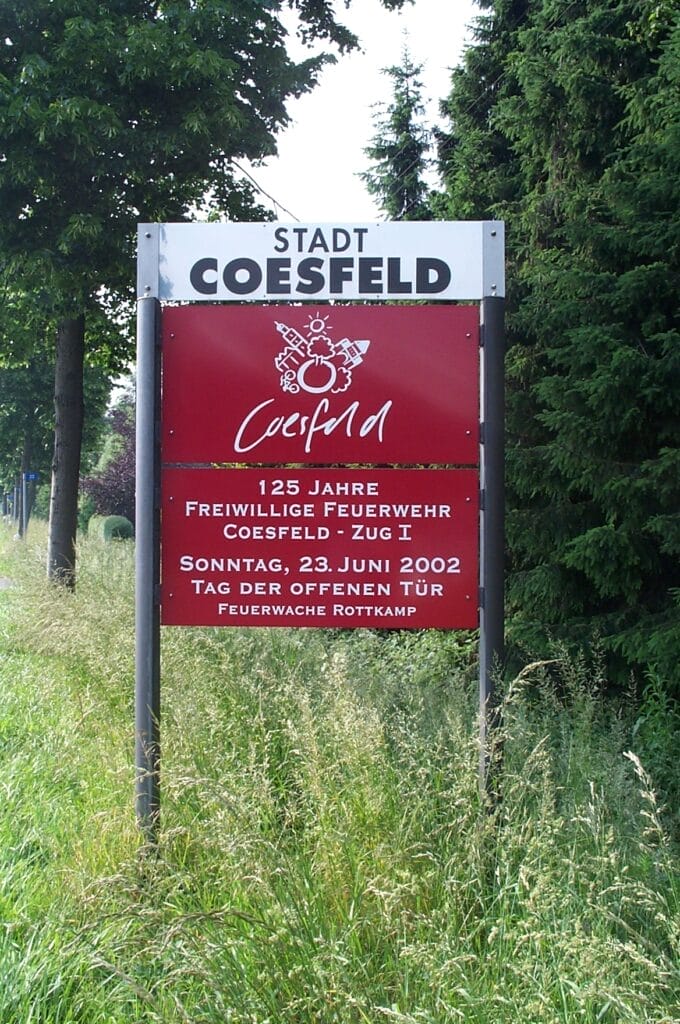 STADT
COESFELD
Coesfeld
125 JAHRE
FREIWILLIGE FEUERWEHR
COESFELD - ZUG I
SONNTAG, 23. JUNI 2002
TAG DER OFFENEN TÜR
FEUERWACHE ROTTKAMP